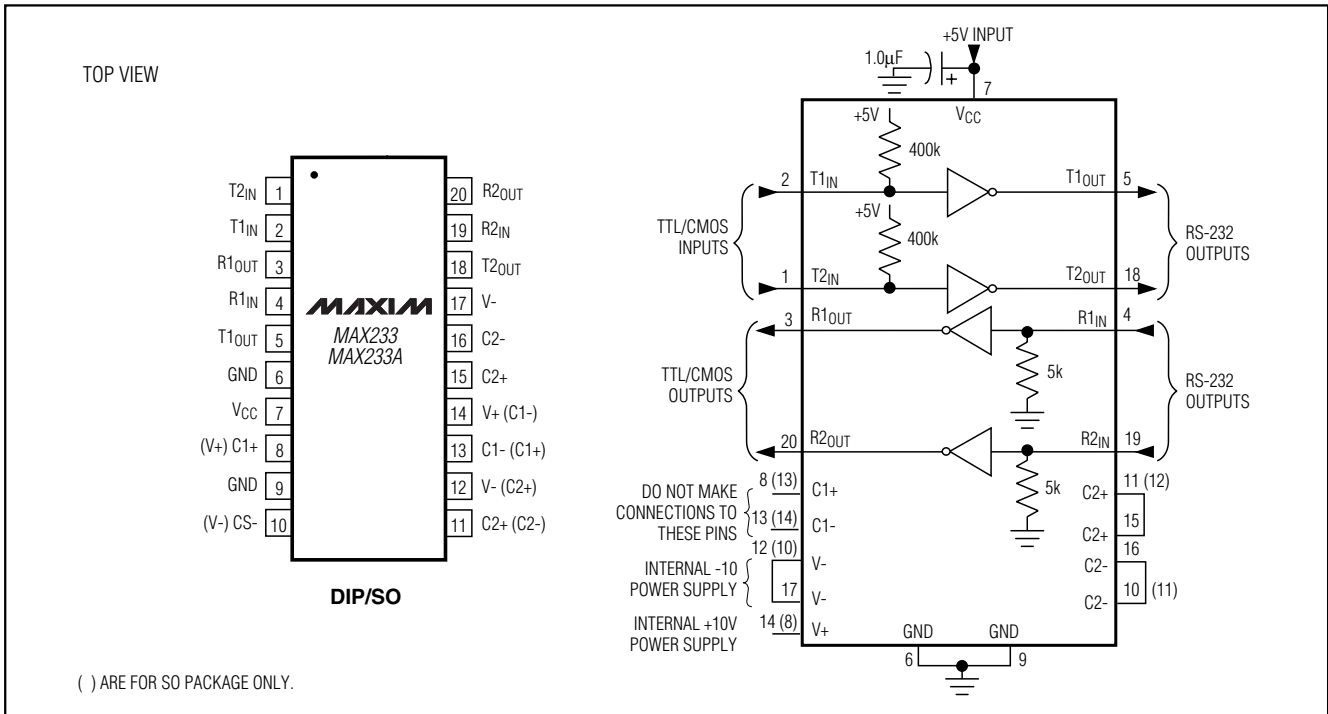 TOP VIEW
T2IN 1
T1IN 2
R1OUT 3
R1IN 4
T1OUT 5
GND 6
VCC 7
(V+) C1+ 8
GND 9
(V-) CS- 10
MAXIM
MAX233
MAX233A
20 R2OUT
19 R2IN
18 T2OUT
17 V-
16 C2-
15 C2+
14 V+ (C1-)
13 C1- (C1+)
12 V- (C2+)
11 C2+ (C2-)
DIP/SO
( ) ARE FOR SO PACKAGE ONLY.
+5V INPUT
1.0µF
+
7
VCC
+5V
400k
2 T1IN
T1OUT 5
+5V
400k
TTL/CMOS
INPUTS
RS-232
OUTPUTS
1 T2IN
T2OUT 18
3 R1OUT
R1IN 4
5k
TTL/CMOS
OUTPUTS
RS-232
OUTPUTS
20 R2OUT
R2IN 19
5k
DO NOT MAKE
CONNECTIONS TO
THESE PINS
8 (13) C1+
13 (14) C1-
INTERNAL -10
POWER SUPPLY
12 (10) V-
17 V-
INTERNAL +10V
POWER SUPPLY
14 (8) V+
C2+ 11 (12)
C2+ 15
C2- 16
C2- 10 (11)
GND GND
6 9